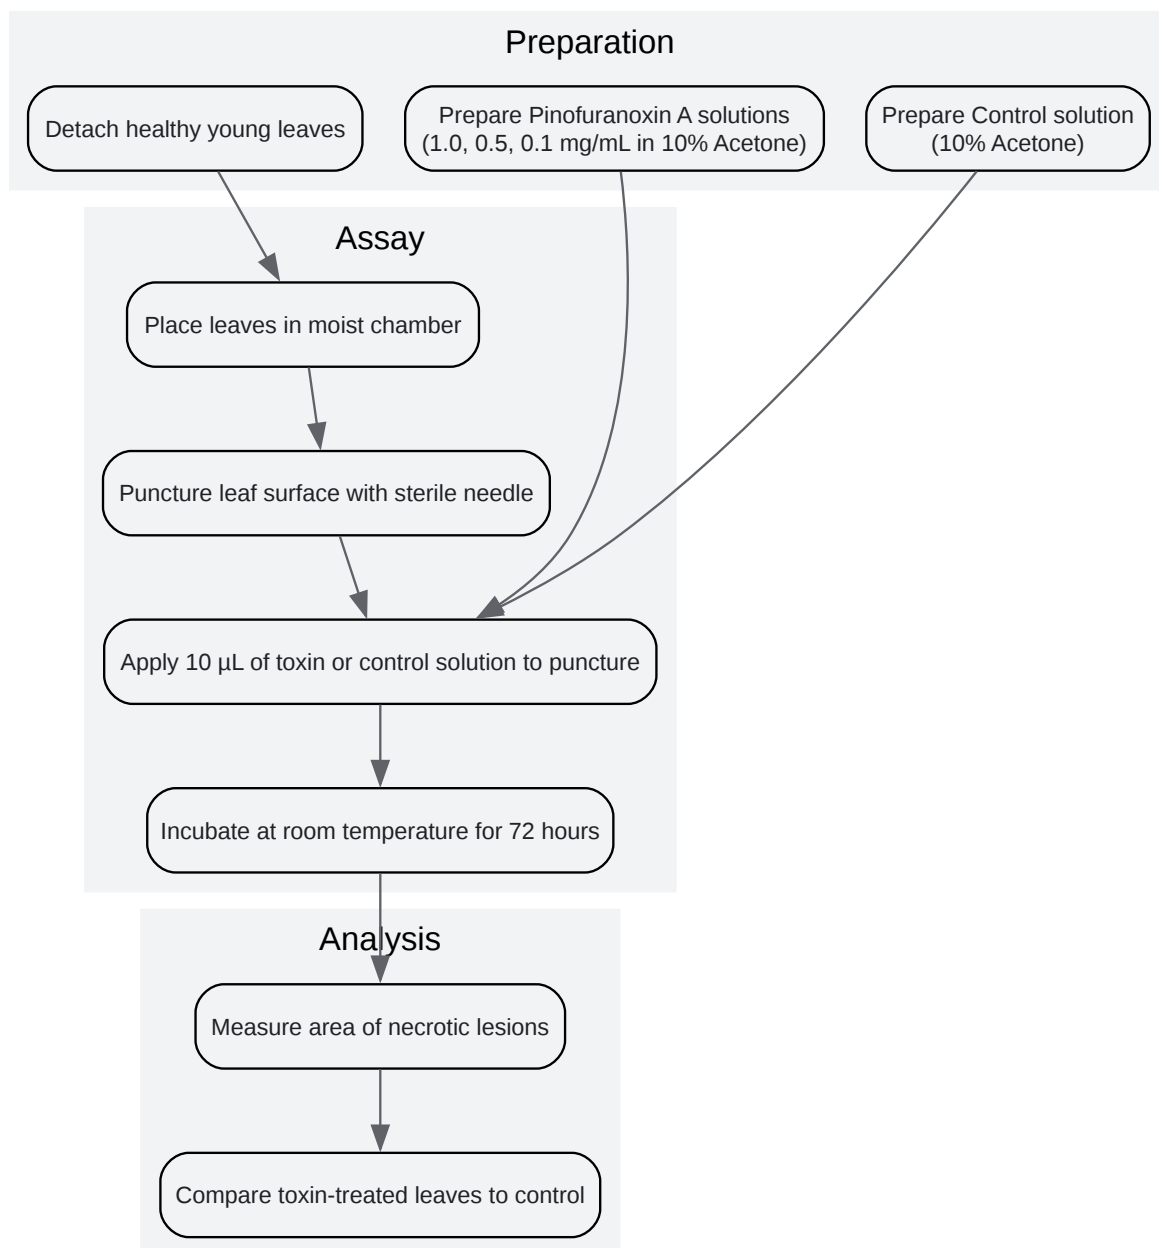 Preparation
Detach healthy young leaves
Prepare Pinofuranoxin A solutions
(1.0, 0.5, 0.1 mg/mL in 10% Acetone)
Prepare Control solution
(10% Acetone)
Assay
Place leaves in moist chamber
Puncture leaf surface with sterile needle
Apply 10 µL of toxin or control solution to puncture
Incubate at room temperature for 72 hours
Analysis
Measure area of necrotic lesions
Compare toxin-treated leaves to control